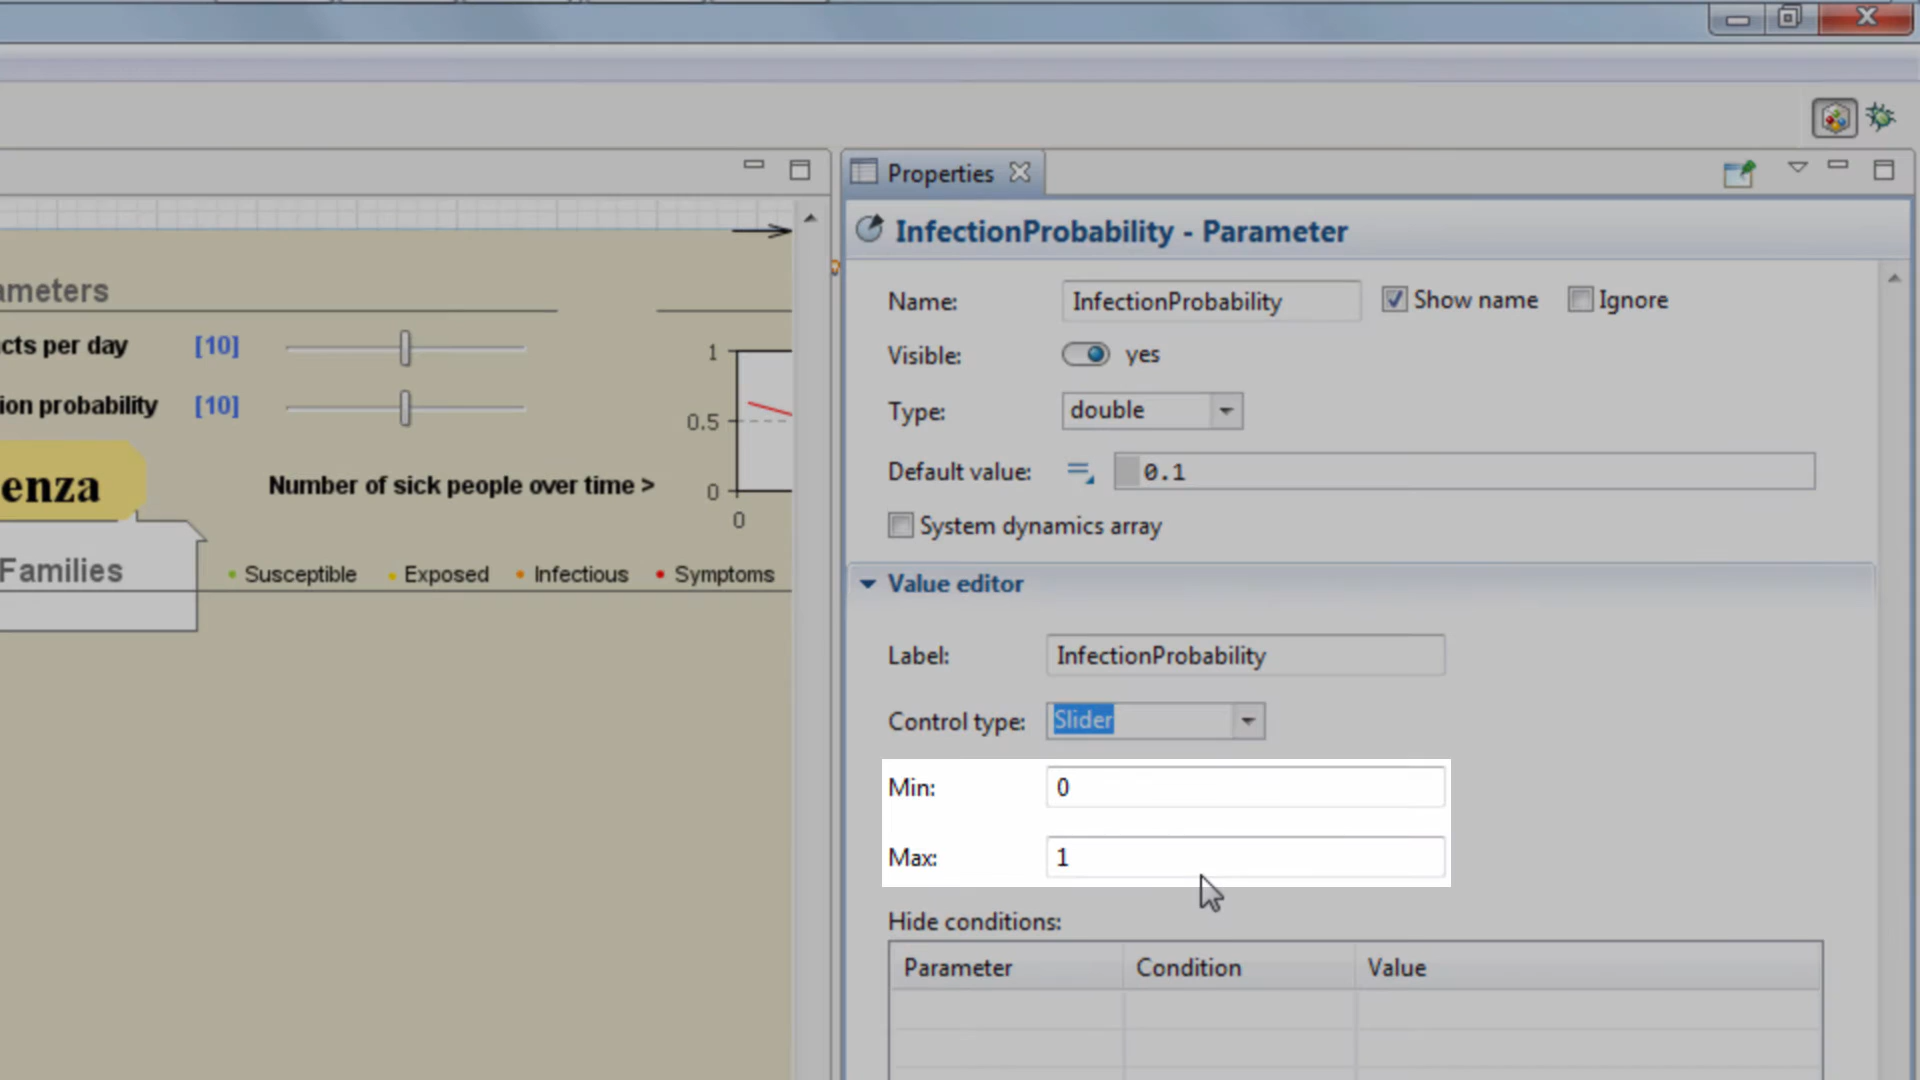 Properties
InfectionProbability - Parameter
Name: InfectionProbability Show name Ignore
Visible: yes
Type: double
Default value: 0.1
System dynamics array
Value editor
Label: InfectionProbability
Control type: Slider
Min: 0
Max: 1
Hide conditions:
Parameter Condition Value
ameters
cts per day [10]
ion probability [10]
enza
Number of sick people over time >
1
0.5
0
0
Families
Susceptible Exposed Infectious Symptoms